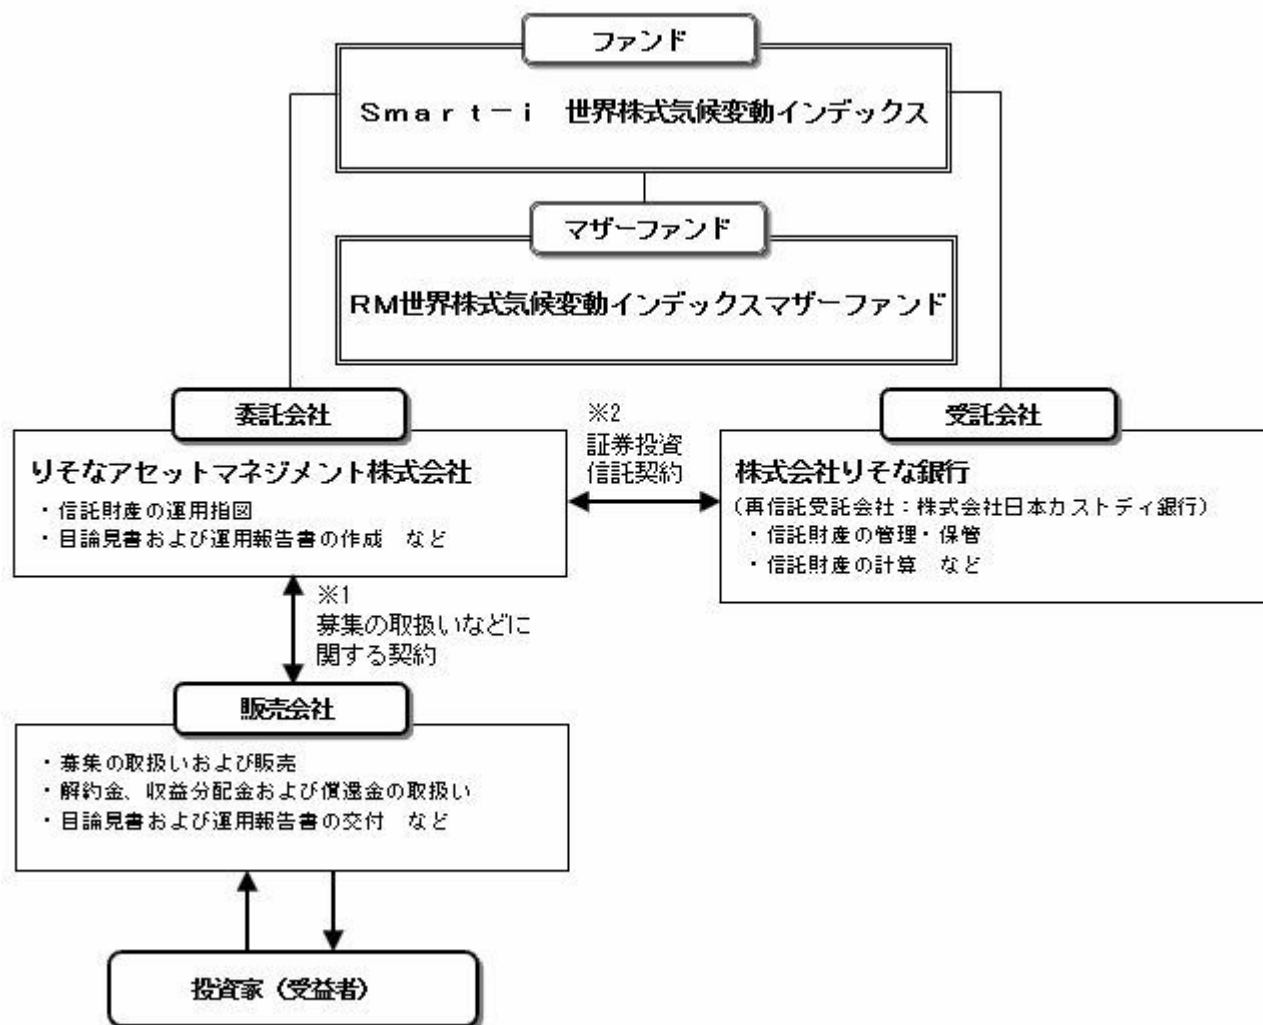 ファンド
Smart－i 世界株式気候変動インデックス
マザーファンド
RM世界株式気候変動インデックスマザーファンド
委託会社
りそなアセットマネジメント株式会社
・信託財産の運用指図
・目論見書および運用報告書の作成 など
※2
証券投資
信託契約
受託会社
株式会社りそな銀行
（再信託受託会社：株式会社日本カストディ銀行）
・信託財産の管理・保管
・信託財産の計算 など
※1
募集の取扱いなどに
関する契約
販売会社
・募集の取扱いおよび販売
・解約金、収益分配金および償還金の取扱い
・目論見書および運用報告書の交付 など
投資家（受益者）